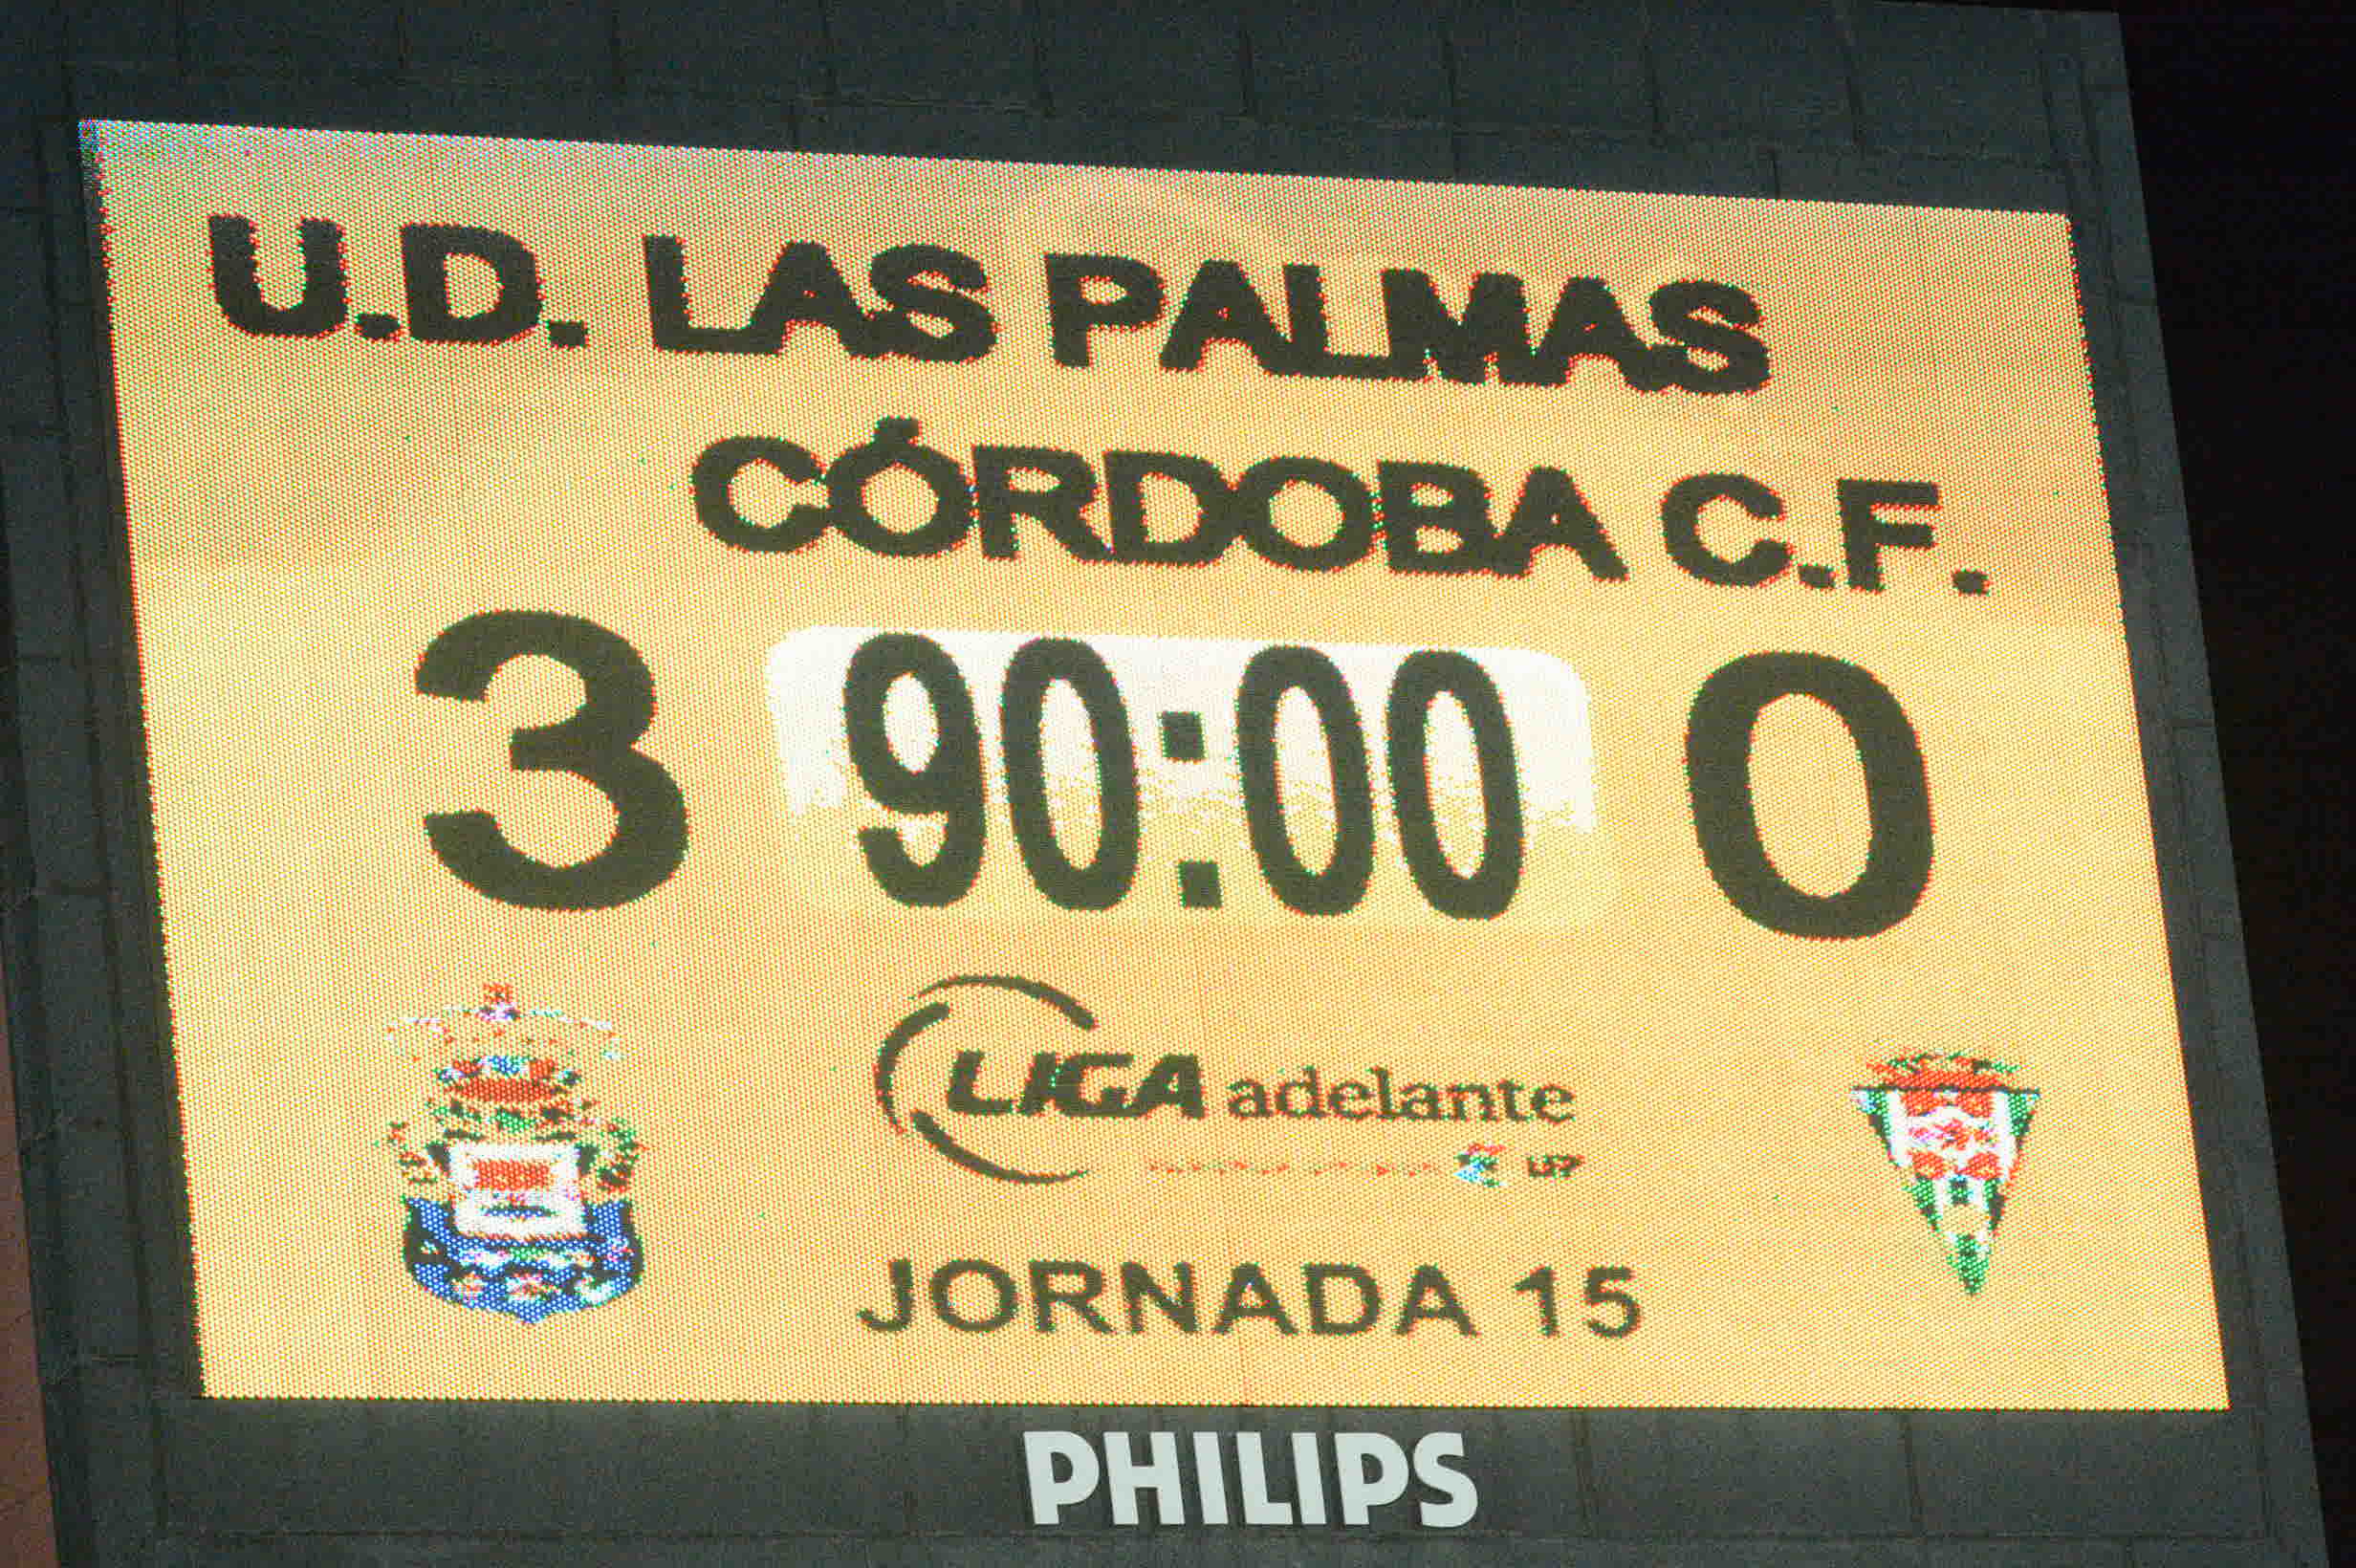 U.D. LAS PALMAS
CÓRDOBA C.F.
3 90:00 0
LIGA adelante
JORNADA 15
PHILIPS